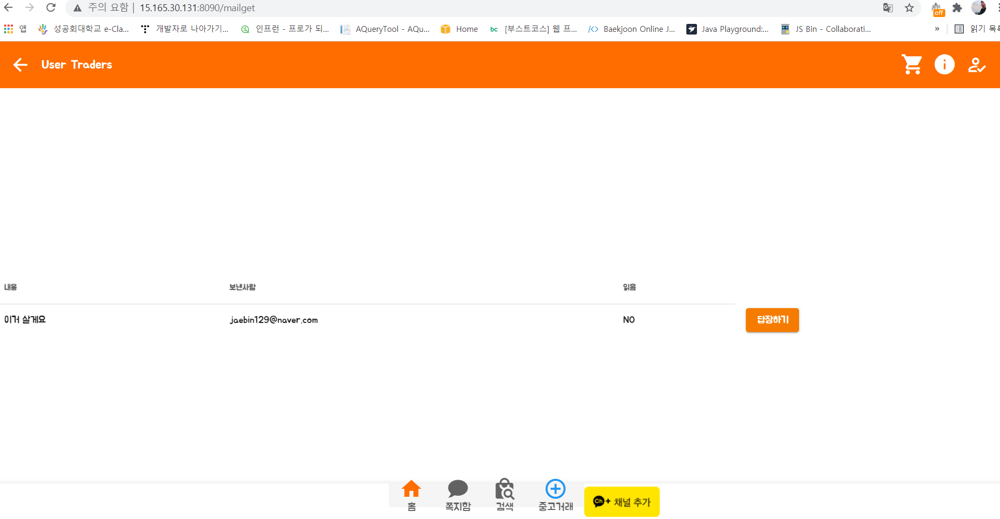 주의 요함 | 15.165.30.131:8090/mailget
off
앱 성공회대학교 e-Cla... 개발자로 나아가기... 인프런 - 프로가 되... AQueryTool - AQu... Home bc [부스트코스] 웹 프... </> Baekjoon Online J... Java Playground:... JS Bin - Collaborati... » 읽기 목록
User Traders
내용 보낸사람 읽음
이거 살게요 jaebin129@naver.com NO 답장하기
홈 쪽지함 검색 중고거래 Ch+ 채널 추가